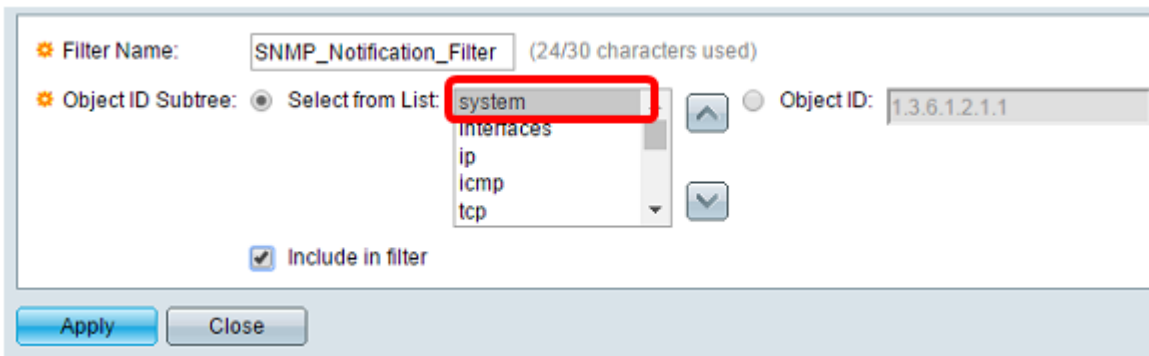 Filter Name: SNMP_Notification_Filter (24/30 characters used)
Object ID Subtree: Select from List: system Object ID: 1.3.6.1.2.1.1
interfaces
ip
icmp
tcp
Include in filter
Apply Close